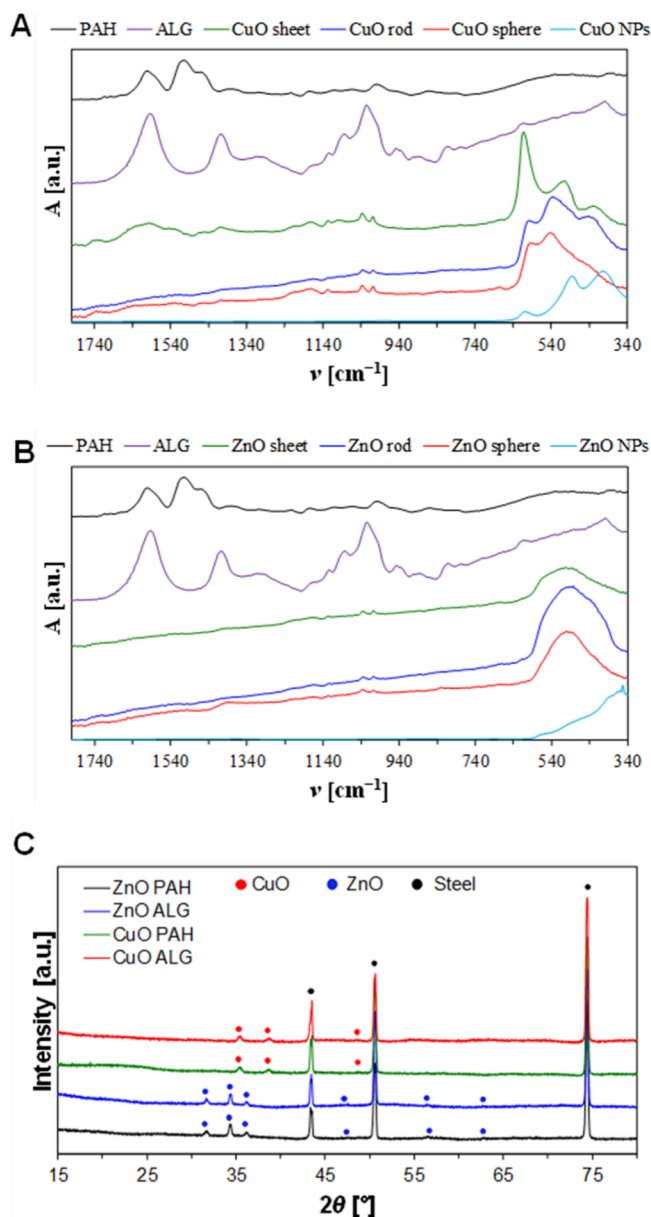 A
PAH ALG CuO sheet CuO rod CuO sphere CuO NPs
A [a.u.]
1740 1540 1340 1140 940 740 540 340
ν [cm⁻¹]
B
PAH ALG ZnO sheet ZnO rod ZnO sphere ZnO NPs
A [a.u.]
1740 1540 1340 1140 940 740 540 340
ν [cm⁻¹]
C
ZnO PAH CuO ZnO Steel
ZnO ALG
CuO PAH
CuO ALG
Intensity [a.u.]
15 25 35 45 55 65 75
2θ [°]